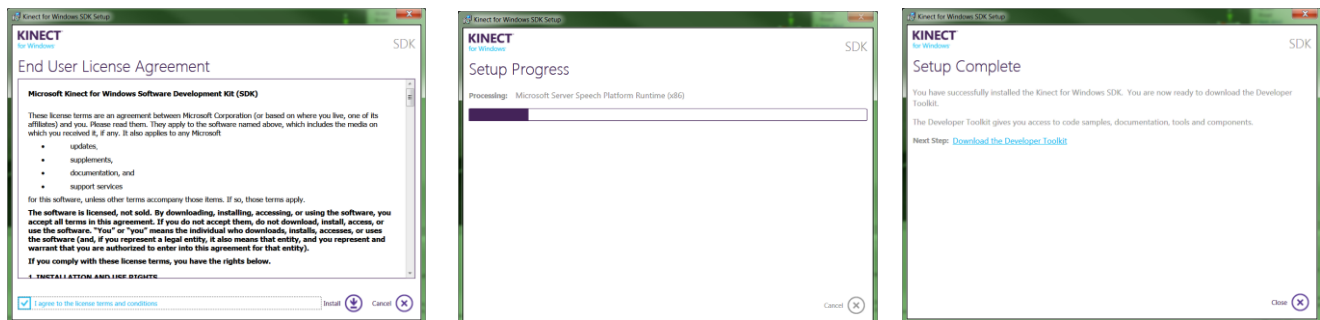 Kinect for Windows SDK Setup
KINECT
for Windows
SDK
End User License Agreement
Microsoft Kinect for Windows Software Development Kit (SDK)
These license terms are an agreement between Microsoft Corporation (or based on where you live, one of its
affiliates) and you. Please read them. They apply to the software named above, which includes the media on
which you received it, if any. It also applies to any Microsoft
• updates,
• supplements,
• documentation, and
• support services
for this software, unless other terms accompany those items. If so, those terms apply.
The software is licensed, not sold. By downloading, installing, accessing, or using the software, you
accept all terms in this agreement. If you do not accept them, do not download, install, access, or
use the software. "You" or "you" means the individual who downloads, installs, accesses, or uses
the software (and, if you represent a legal entity, it also means that entity, and you represent and
warrant that you are authorized to enter into this agreement for that entity).
If you comply with these license terms, you have the rights below.
1. INSTALLATION AND USE RIGHTS
I agree to the license terms and conditions
Install
Cancel
Kinect for Windows SDK Setup
KINECT
for Windows
SDK
Setup Progress
Processing: Microsoft Server Speech Platform Runtime (x86)
Cancel
Kinect for Windows SDK Setup
KINECT
for Windows
SDK
Setup Complete
You have successfully installed the Kinect for Windows SDK. You are now ready to download the Developer
Toolkit.
The Developer Toolkit gives you access to code samples, documentation, tools and components.
Next Step: Download the Developer Toolkit
Close